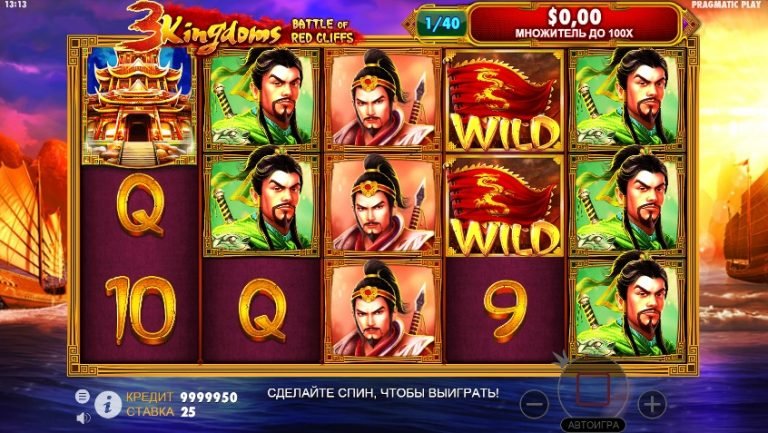 13:13
3 Kingdoms BATTLE OF
RED CLIFFS
1/40
$0,00
МНОЖИТЕЛЬ ДО 100X
PRAGMATIC PLAY
WILD
Q
WILD
10
Q
9
КРЕДИТ 9999950
СТАВКА 25
СДЕЛАЙТЕ СПИН, ЧТОБЫ ВЫИГРАТЬ!
АВТОИГРА